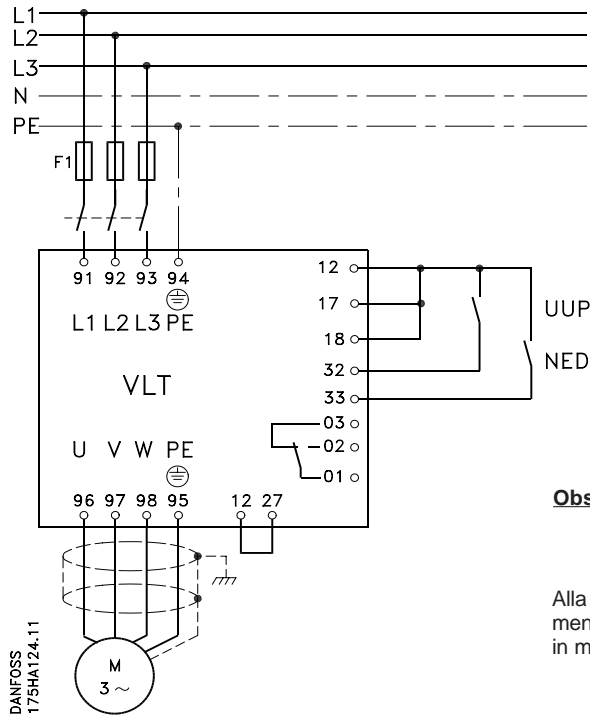 L1
L2
L3
N
PE
F1
91 92 93 94
L1 L2 L3 PE
VLT
U V W PE
96 97 98 95
12 27
12
17
18
32
33
03
02
01
UUP
NED
Obs
Alla
men
in m
M
3 ~
DANFOSS
175HA124.11